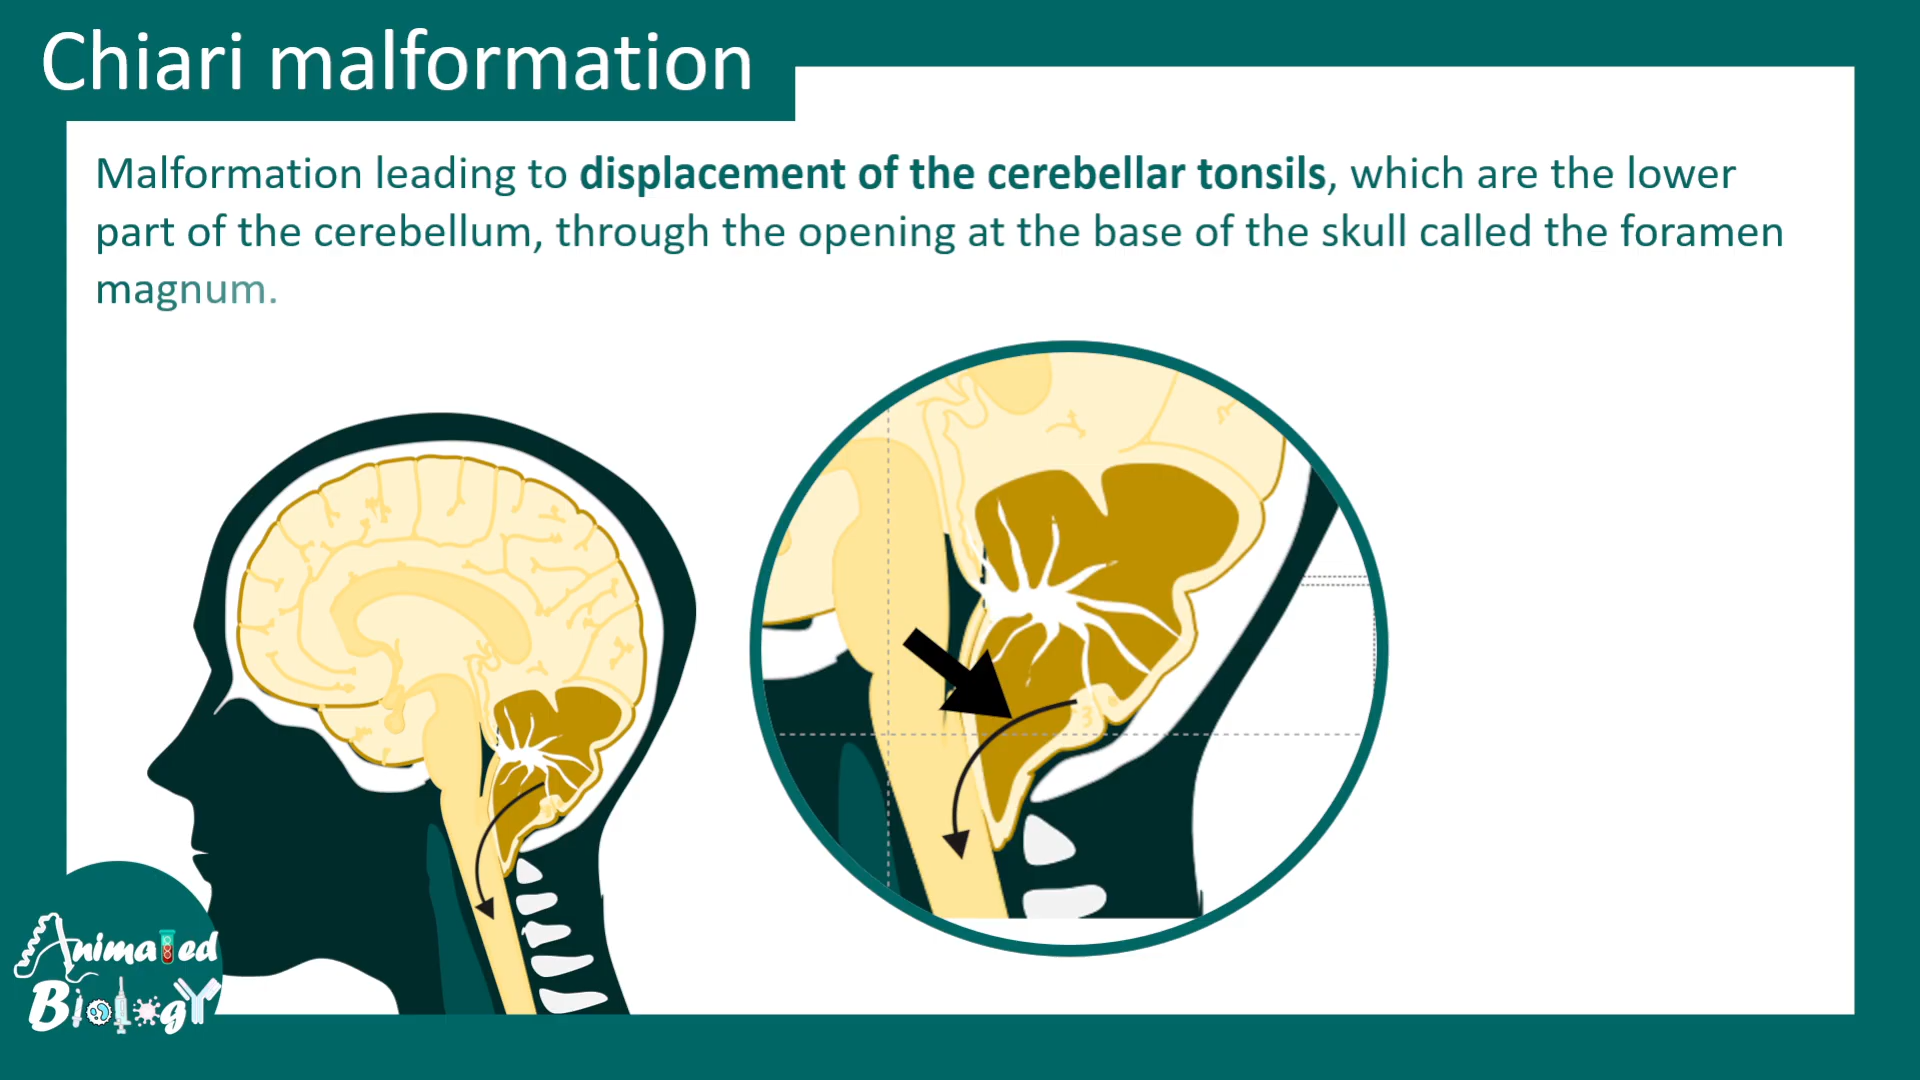 Chiari malformation
Malformation leading to displacement of the cerebellar tonsils, which are the lower
part of the cerebellum, through the opening at the base of the skull called the foramen
magnum.
Animated
Biology